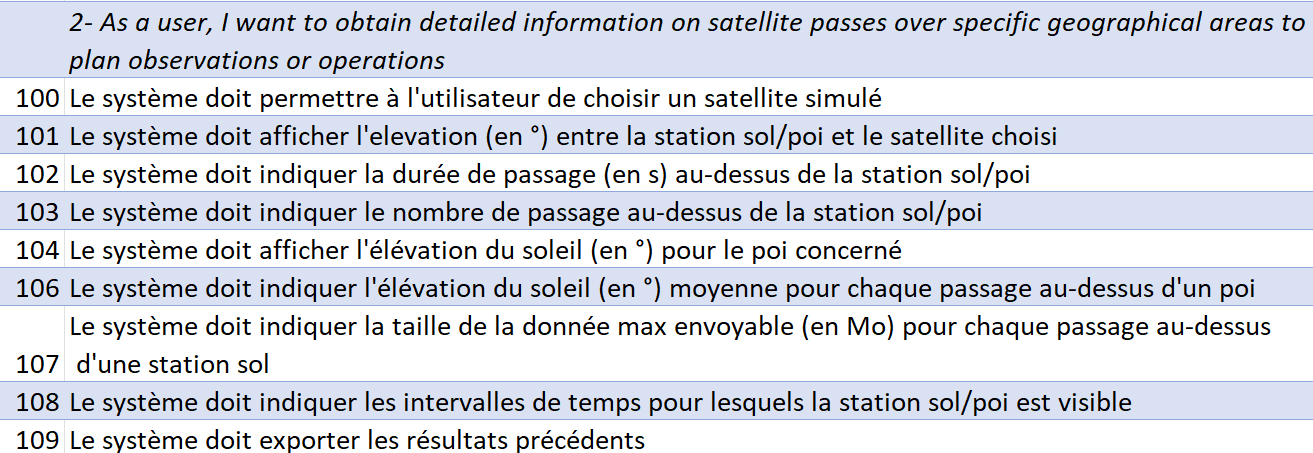 2- As a user, I want to obtain detailed information on satellite passes over specific geographical areas to
plan observations or operations
100 Le système doit permettre à l'utilisateur de choisir un satellite simulé
101 Le système doit afficher l'elevation (en °) entre la station sol/poi et le satellite choisi
102 Le système doit indiquer la durée de passage (en s) au-dessus de la station sol/poi
103 Le système doit indiquer le nombre de passage au-dessus de la station sol/poi
104 Le système doit afficher l'élévation du soleil (en °) pour le poi concerné
106 Le système doit indiquer l'élévation du soleil (en °) moyenne pour chaque passage au-dessus d'un poi
Le système doit indiquer la taille de la donnée max envoyable (en Mo) pour chaque passage au-dessus
107 d'une station sol
108 Le système doit indiquer les intervalles de temps pour lesquels la station sol/poi est visible
109 Le système doit exporter les résultats précédents